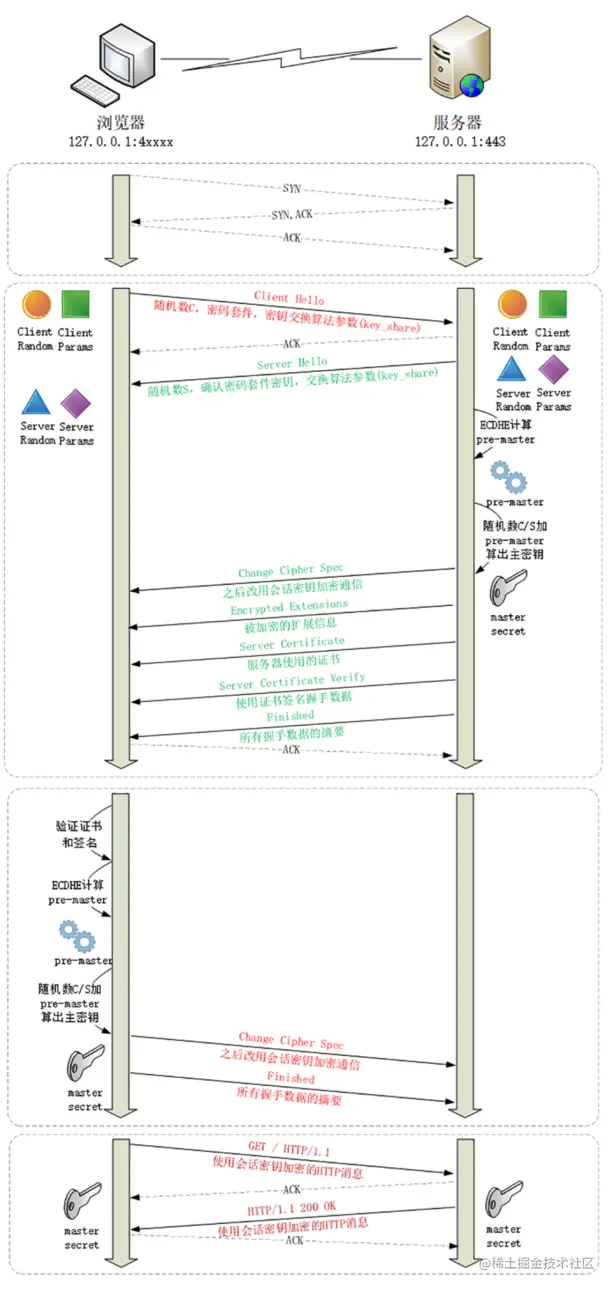 浏览器
服务器
127.0.0.1:4xxxx
127.0.0.1:443
SYN
SYN,ACK
ACK
Client Hello
随机数C, 密码套件, 密钥交换算法参数(key_share)
Client Random
Client Params
Client Random
Client Params
ACK
Server Hello
随机数S, 确认密码套件密钥, 交换算法参数(key_share)
Server Random
Server Params
Server Random
Server Params
ECDHE计算
pre-master
pre-master
随机数C/S加
pre-master
算出主密钥
master
secret
Change Cipher Spec
之后改用会话密钥加密通信
Encrypted Extensions
被加密的扩展信息
Server Certificate
服务器使用的证书
Server Certificate Verify
使用证书签名握手数据
Finished
所有握手数据的摘要
ACK
验证证书
和签名
ECDHE计算
pre-master
pre-master
随机数C/S加
pre-master
算出主密钥
master
secret
Change Cipher Spec
之后改用会话密钥加密通信
Finished
所有握手数据的摘要
GET / HTTP/1.1
使用会话密钥加密的HTTP消息
ACK
HTTP/1.1 200 OK
使用会话密钥加密的HTTP消息
ACK
master
secret
master
secret
@稀土掘金技术社区